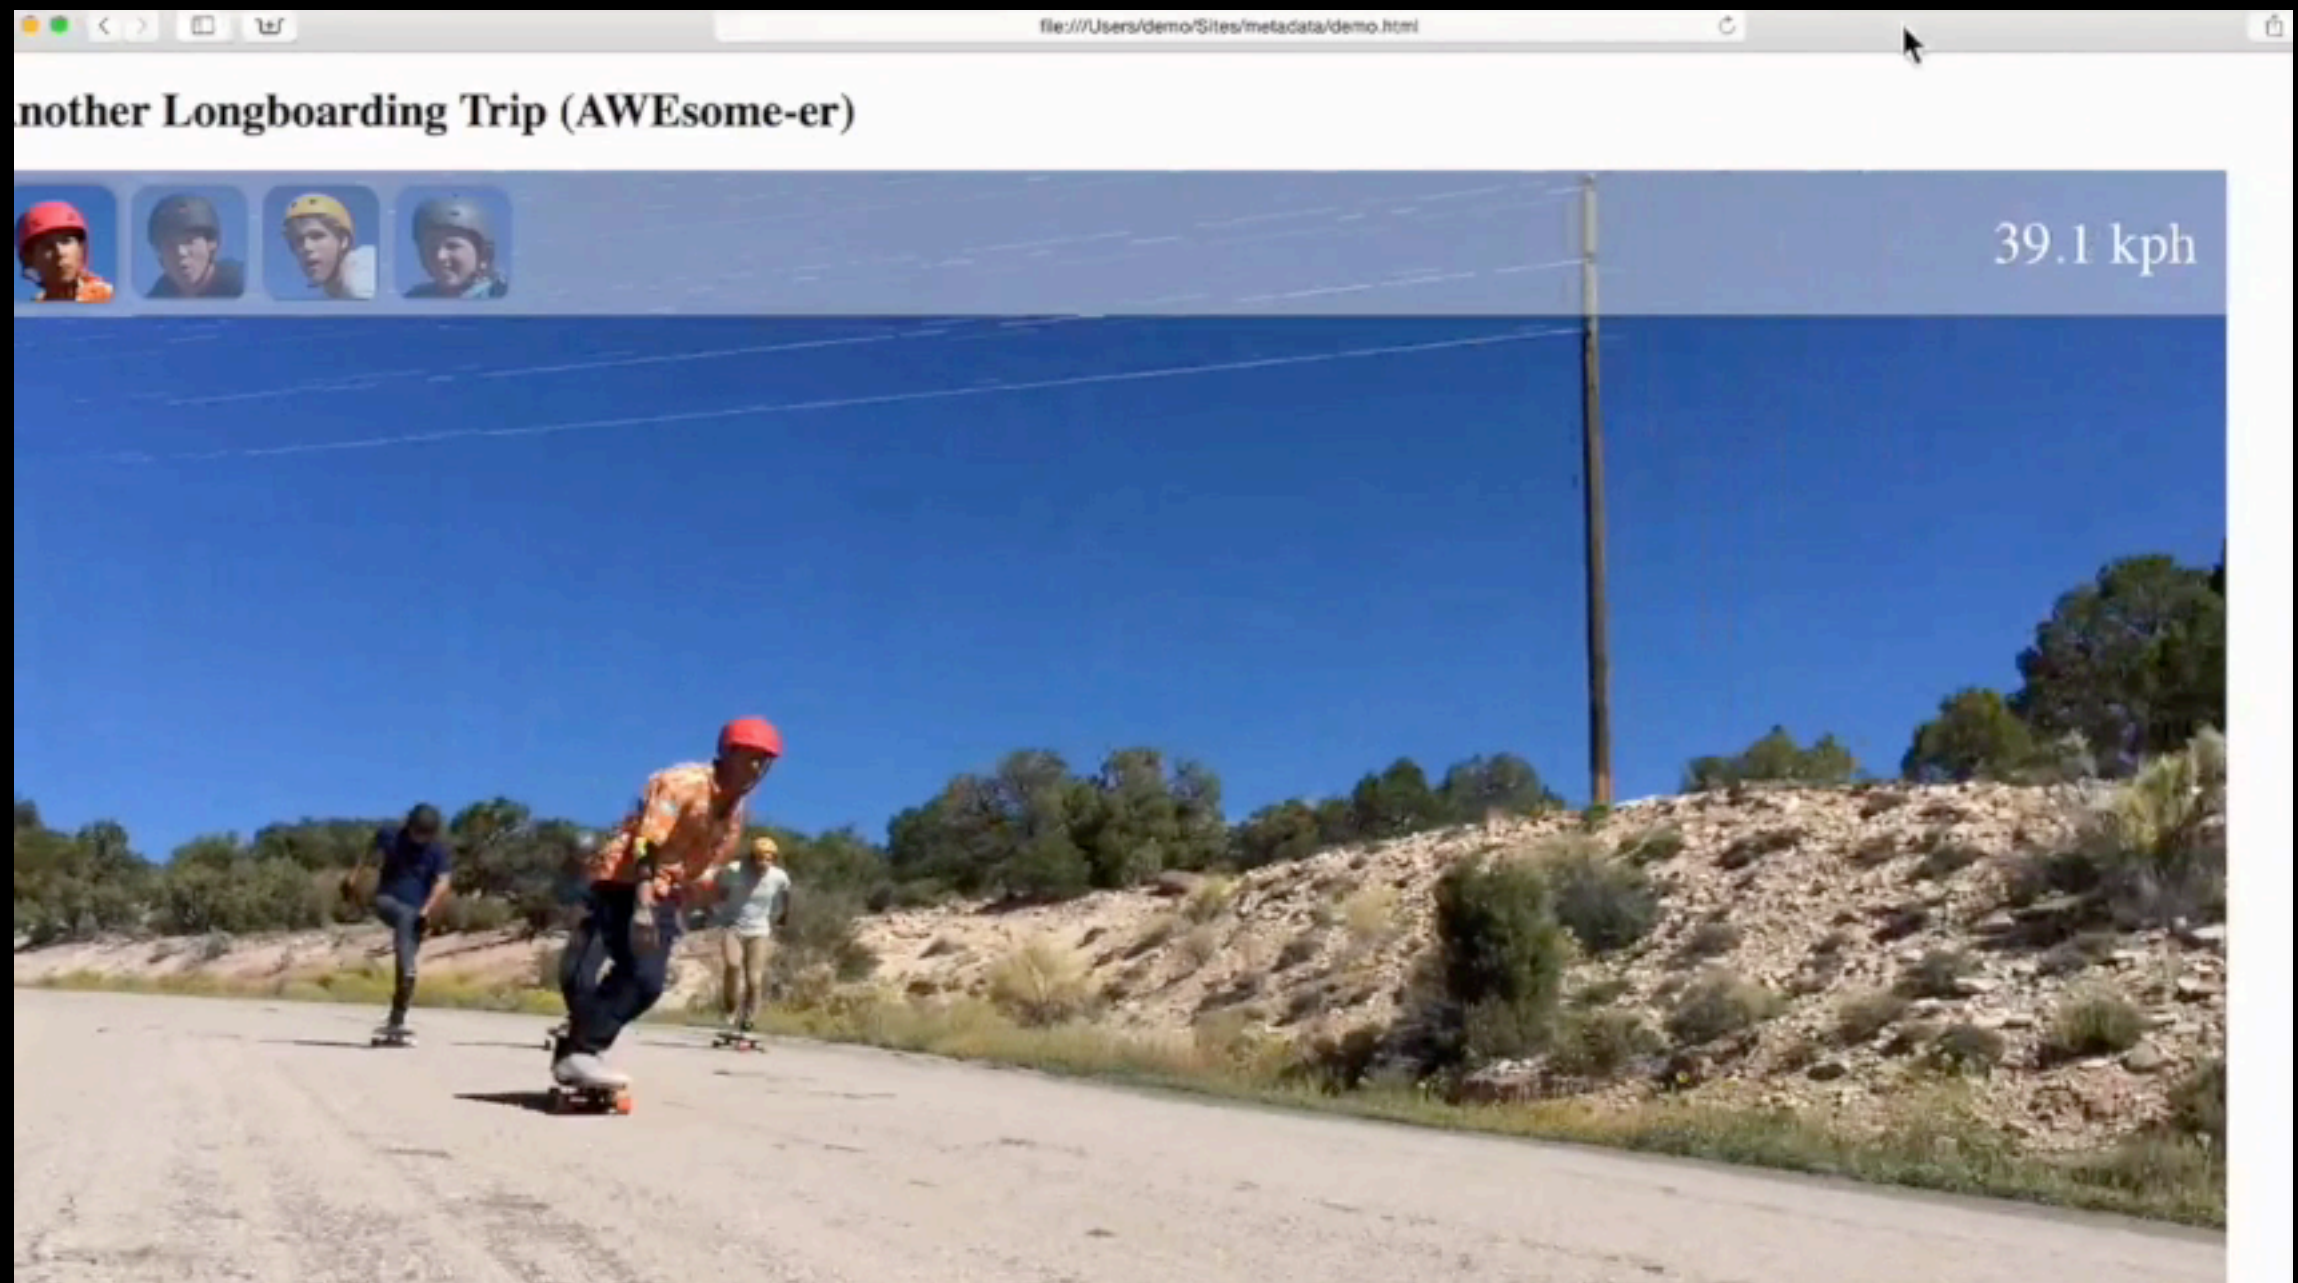 file:///Users/demo/Sites/metadata/demo.html
nother Longboarding Trip (AWEsome-er)
39.1 kph